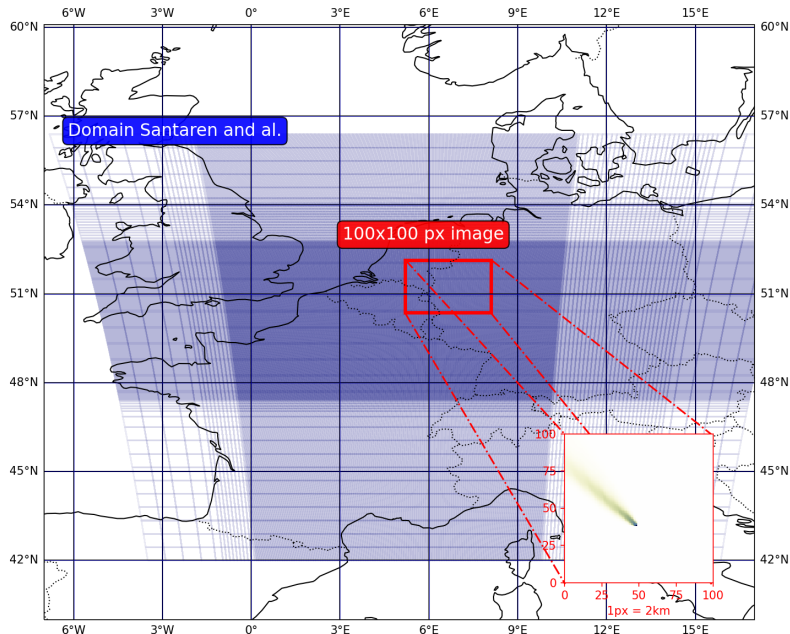 6°W 3°W 0° 3°E 6°E 9°E 12°E 15°E
60°N 60°N
57°N 57°N
Domain Santaren and al.
54°N 54°N
100x100 px image
51°N 51°N
48°N 48°N
100
45°N 75 45°N
50
42°N 25 42°N
0
0 25 50 75 100
1px = 2km
6°W 3°W 0° 3°E 6°E 9°E 12°E 15°E